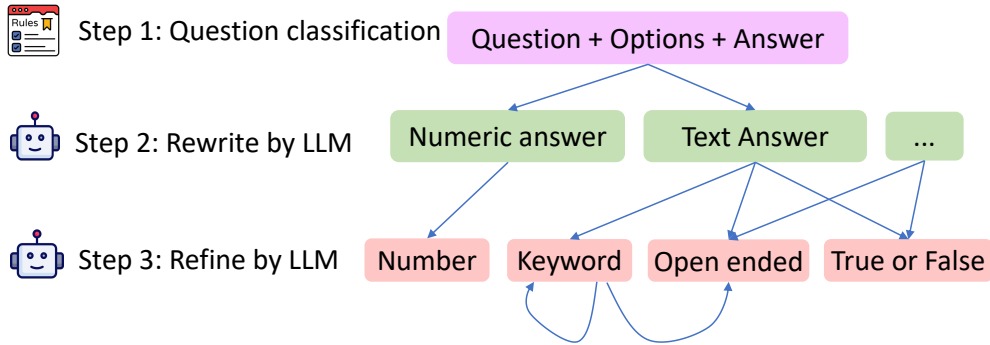 Rules
Step 1: Question classification
Question + Options + Answer
Step 2: Rewrite by LLM
Numeric answer
Text Answer
...
Step 3: Refine by LLM
Number
Keyword
Open ended
True or False